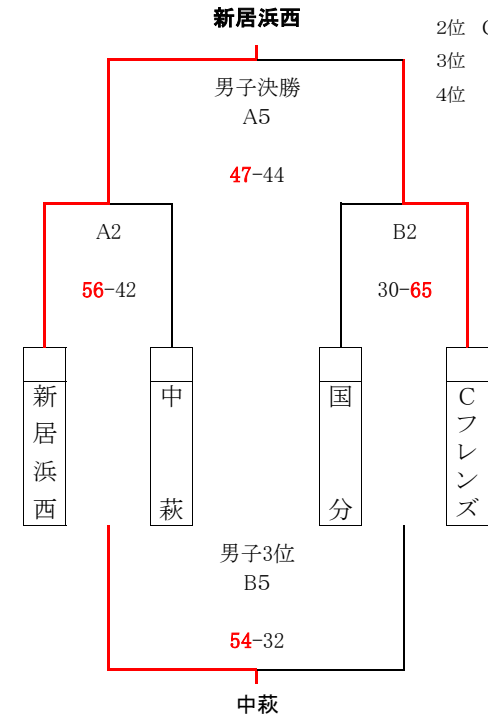 新居浜西
2位
3位
4位
男子決勝
A5
47-44
A2
B2
56-42
30-65
新居浜西
中萩
国分
Cフレンズ
男子3位
B5
54-32
中萩